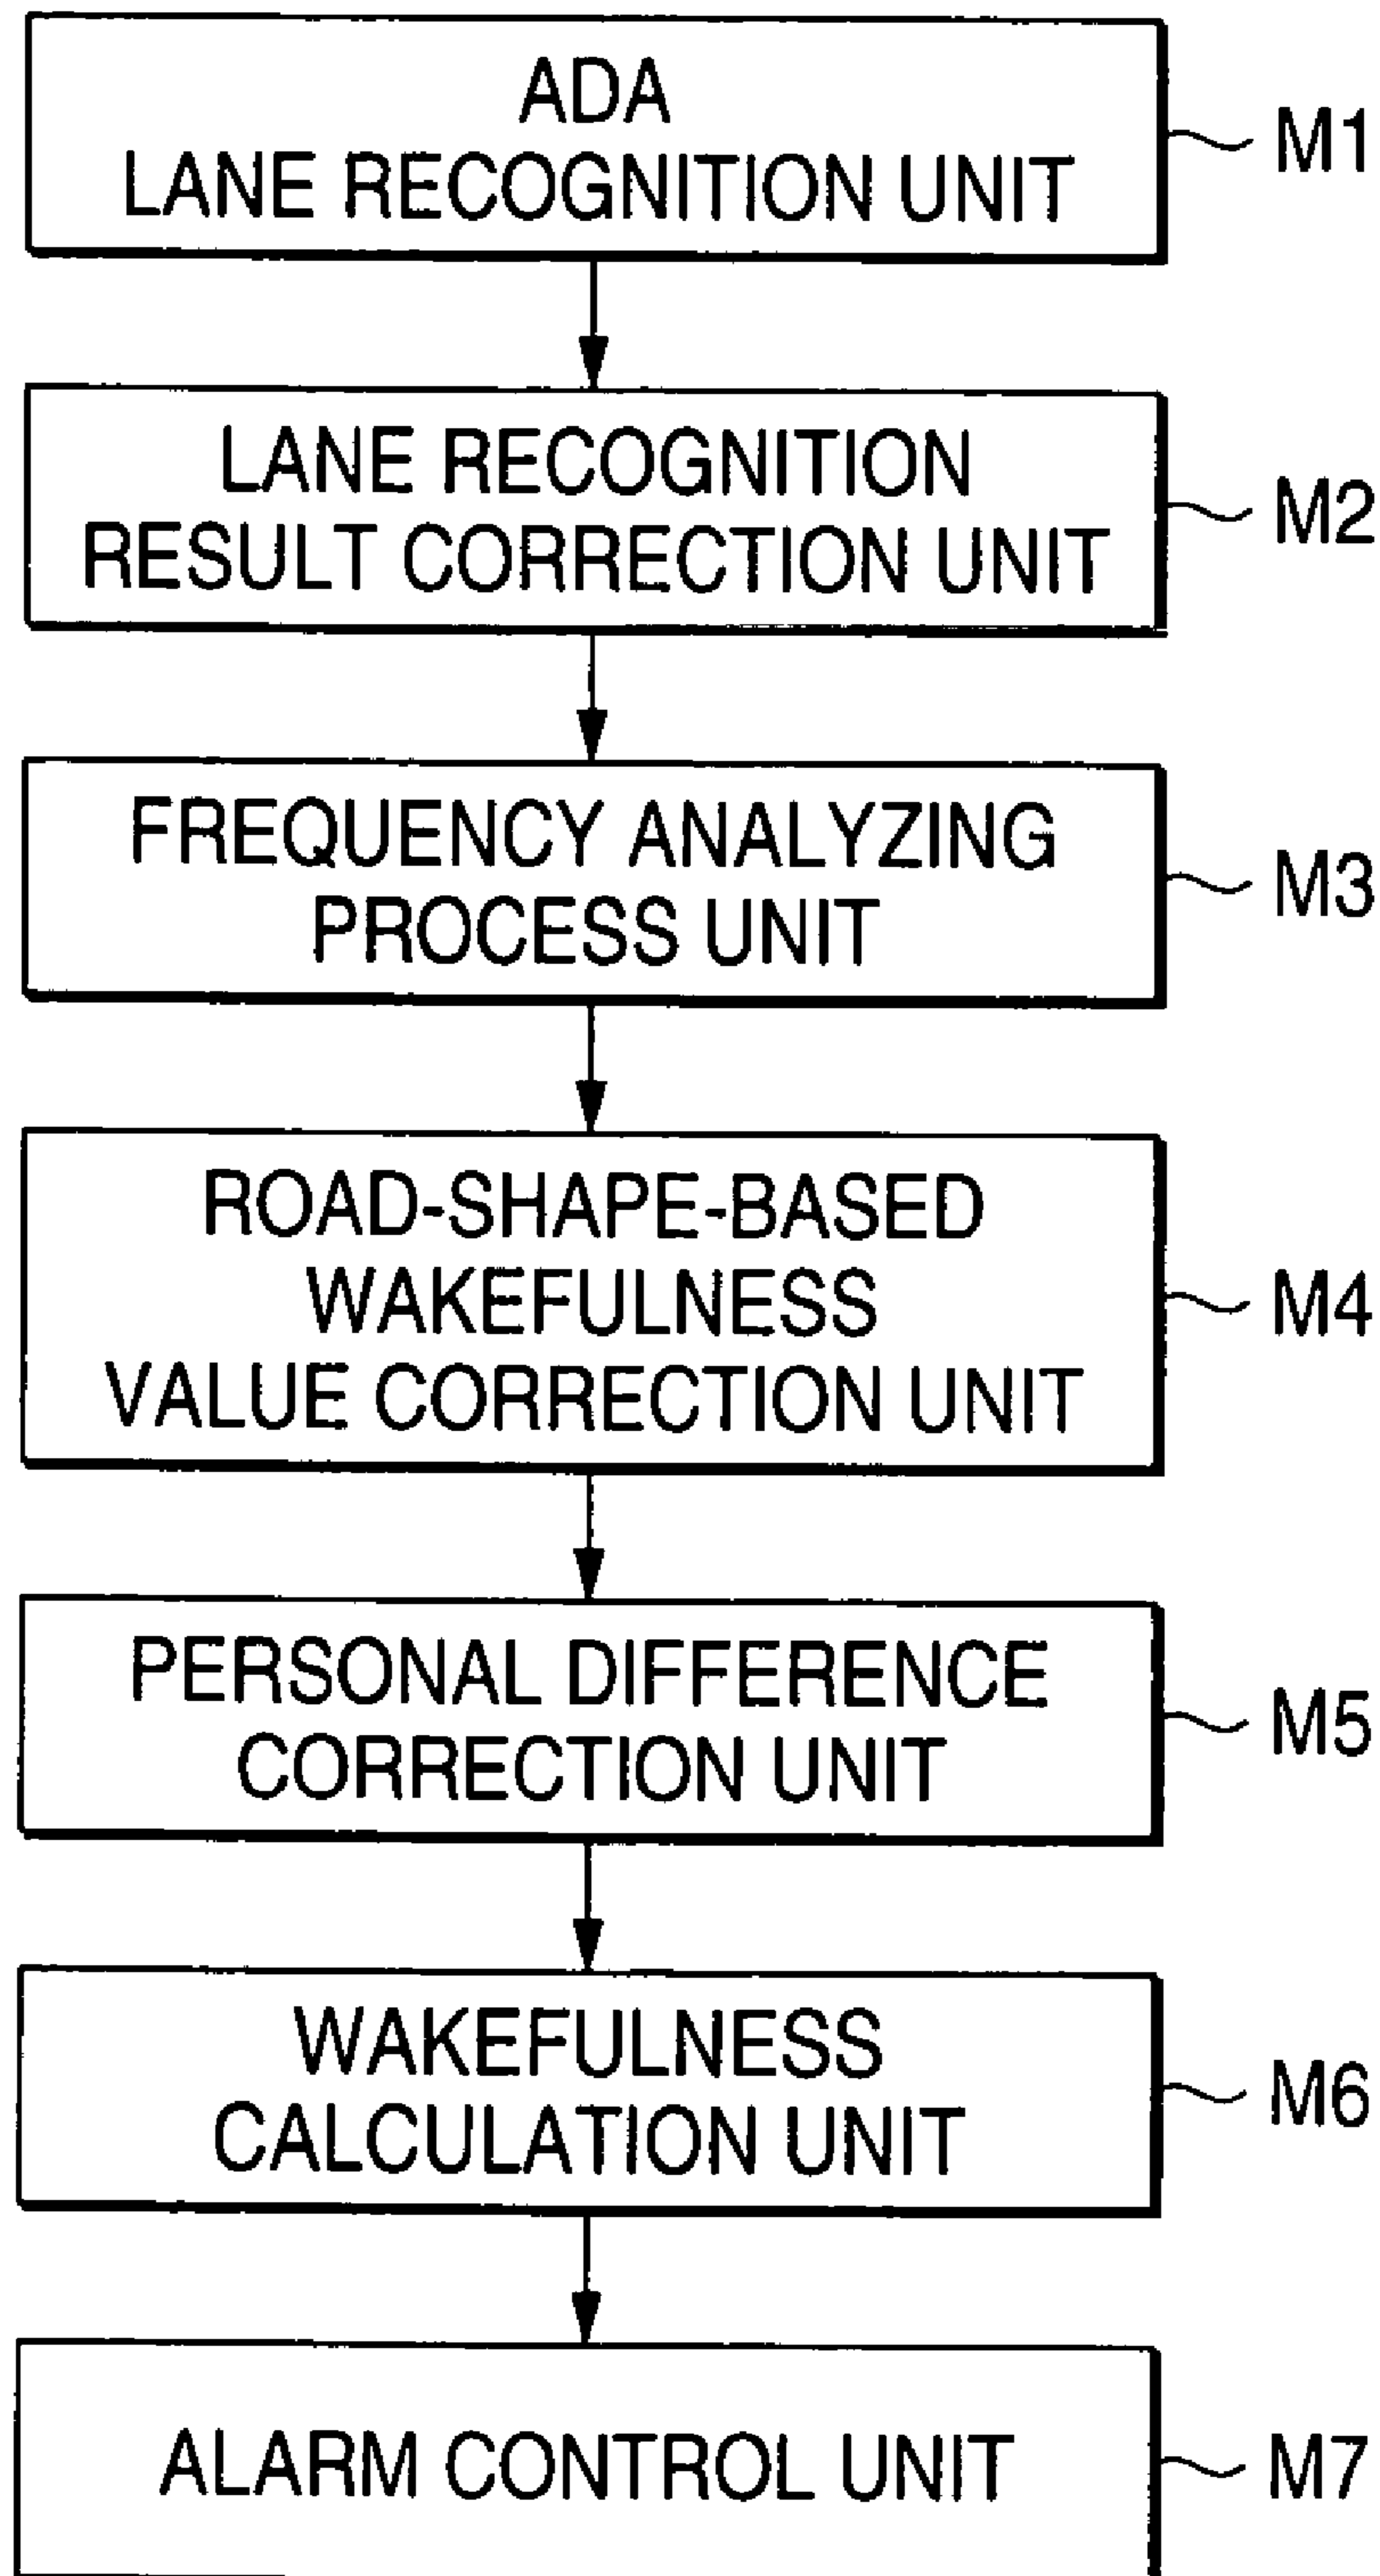 ADA
LANE RECOGNITION UNIT
M1
LANE RECOGNITION
RESULT CORRECTION UNIT
M2
FREQUENCY ANALYZING
PROCESS UNIT
M3
ROAD-SHAPE-BASED
WAKEFULNESS
VALUE CORRECTION UNIT
M4
PERSONAL DIFFERENCE
CORRECTION UNIT
M5
WAKEFULNESS
CALCULATION UNIT
M6
ALARM CONTROL UNIT
M7